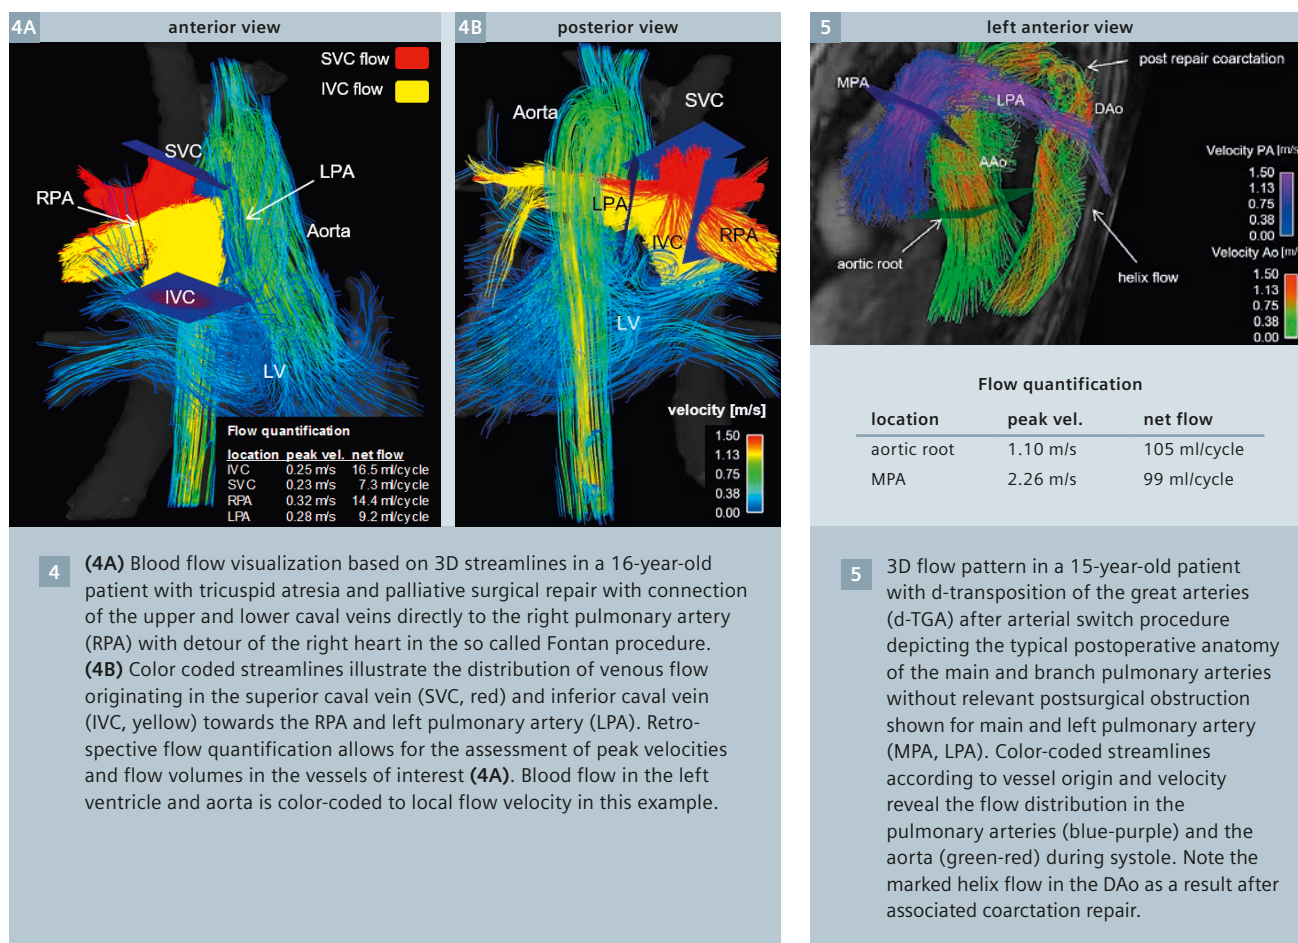 4A
anterior view
SVC flow
IVC flow
SVC
RPA
LPA
Aorta
IVC
LV
Flow quantification
location peak vel. net flow
IVC 0.25 m/s 16.5 ml/cycle
SVC 0.23 m/s 7.3 ml/cycle
RPA 0.32 m/s 14.4 ml/cycle
LPA 0.28 m/s 9.2 ml/cycle
4B
posterior view
Aorta
SVC
LPA
IVC
RPA
LV
velocity [m/s]
1.50
1.13
0.75
0.38
0.00
4
(4A) Blood flow visualization based on 3D streamlines in a 16-year-old
patient with tricuspid atresia and palliative surgical repair with connection
of the upper and lower caval veins directly to the right pulmonary artery
(RPA) with detour of the right heart in the so called Fontan procedure.
(4B) Color coded streamlines illustrate the distribution of venous flow
originating in the superior caval vein (SVC, red) and inferior caval vein
(IVC, yellow) towards the RPA and left pulmonary artery (LPA). Retro-
spective flow quantification allows for the assessment of peak velocities
and flow volumes in the vessels of interest (4A). Blood flow in the left
ventricle and aorta is color-coded to local flow velocity in this example.
5
left anterior view
post repair coarctation
MPA
LPA
DAo
AAo
aortic root
helix flow
Velocity PA [m/s
1.50
1.13
0.75
0.38
0.00
Velocity Ao [m/
1.50
1.13
0.75
0.38
0.00
Flow quantification
location peak vel. net flow
aortic root 1.10 m/s 105 ml/cycle
MPA 2.26 m/s 99 ml/cycle
5
3D flow pattern in a 15-year-old patient
with d-transposition of the great arteries
(d-TGA) after arterial switch procedure
depicting the typical postoperative anatomy
of the main and branch pulmonary arteries
without relevant postsurgical obstruction
shown for main and left pulmonary artery
(MPA, LPA). Color-coded streamlines
according to vessel origin and velocity
reveal the flow distribution in the
pulmonary arteries (blue-purple) and the
aorta (green-red) during systole. Note the
marked helix flow in the DAo as a result after
associated coarctation repair.